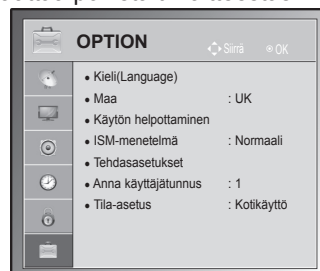 OPTION
Siirrä OK
Kieli(Language)
Maa : UK
Käytön helpottaminen
ISM-menetelmä : Normaali
Tehdasasetukset
Anna käyttäjätunnus : 1
Tila-asetus : Kotikäyttö